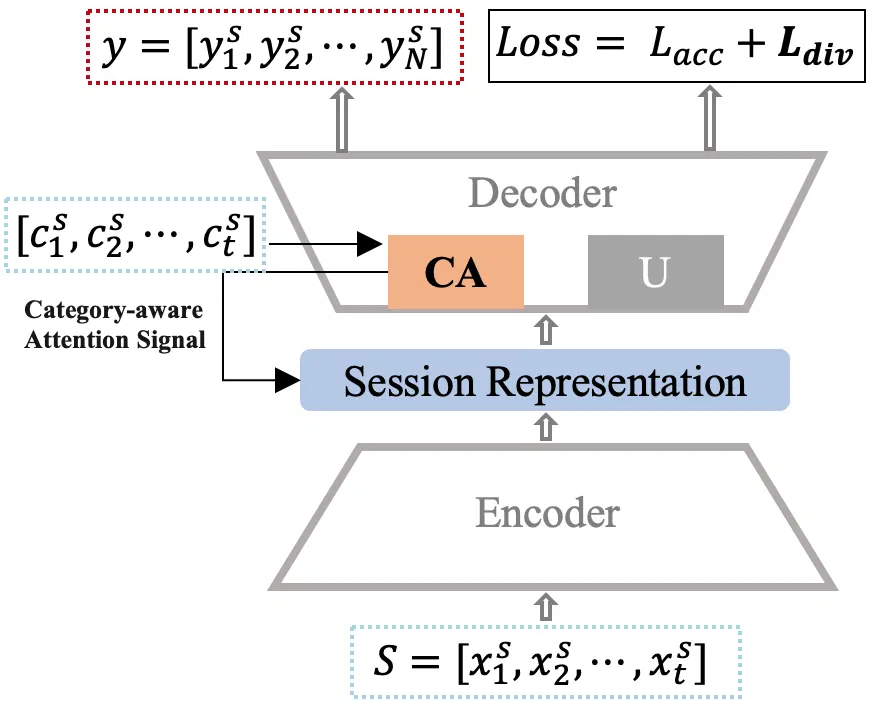 y = [y_1^s, y_2^s, ⋯, y_N^s]
Loss = L_acc + L_div
Decoder
[c_1^s, c_2^s, ⋯, c_t^s]
CA
U
Category-aware
Attention Signal
Session Representation
Encoder
S = [x_1^s, x_2^s, ⋯, x_t^s]